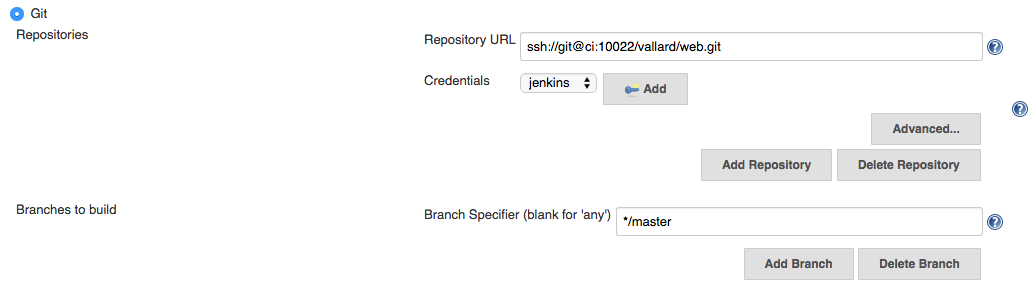 Git
Repositories
Repository URL ssh://git@ci:10022/vallard/web.git
Credentials jenkins Add
Advanced...
Add Repository Delete Repository
Branches to build
Branch Specifier (blank for 'any') */master
Add Branch Delete Branch